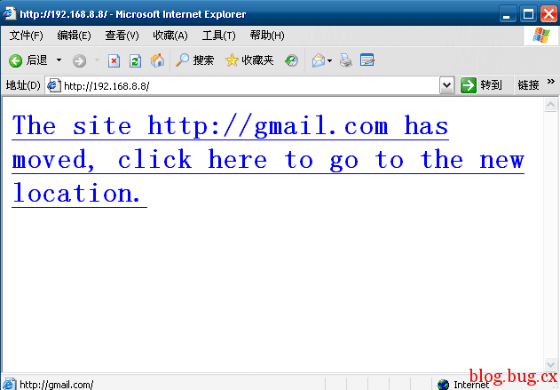 http://192.168.8.8/ - Microsoft Internet Explorer
文件(F) 编辑(E) 查看(V) 收藏(A) 工具(T) 帮助(H)
后退 搜索 收藏夹
地址(D) http://192.168.8.8/ 转到 链接 »
The site http://gmail.com has
moved, click here to go to the new
location.
http://gmail.com/ Internet
blog.bug.cx